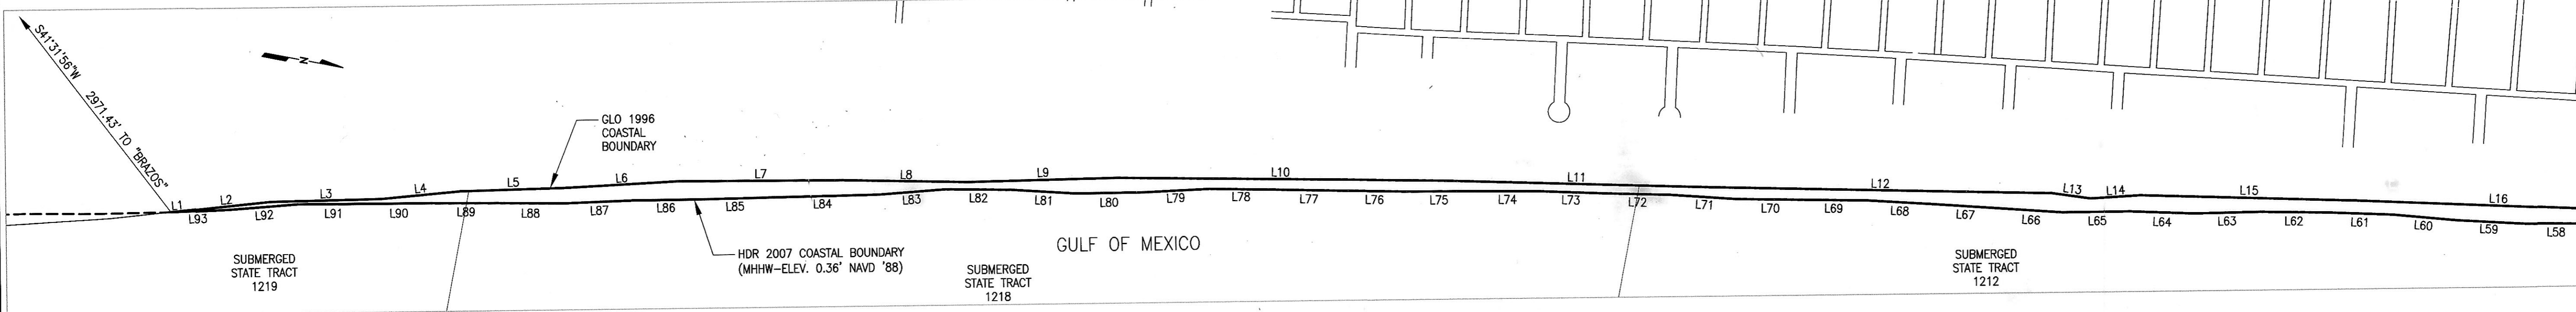 S41°31'56"W
2971.43' TO "BRAZOS"
N
GLO 1996
COASTAL
BOUNDARY
L1
L2
L3
L4
L5
L6
L7
L8
L9
L10
L11
L12
L13
L14
L15
L16
L93
L92
L91
L90
L89
L88
L87
L86
L85
L84
L83
L82
L81
L80
L79
L78
L77
L76
L75
L74
L73
L72
L71
L70
L69
L68
L67
L66
L65
L64
L63
L62
L61
L60
L59
L58
HDR 2007 COASTAL BOUNDARY
(MHHW-ELEV. 0.36' NAVD '88)
GULF OF MEXICO
SUBMERGED
STATE TRACT
1219
SUBMERGED
STATE TRACT
1218
SUBMERGED
STATE TRACT
1212